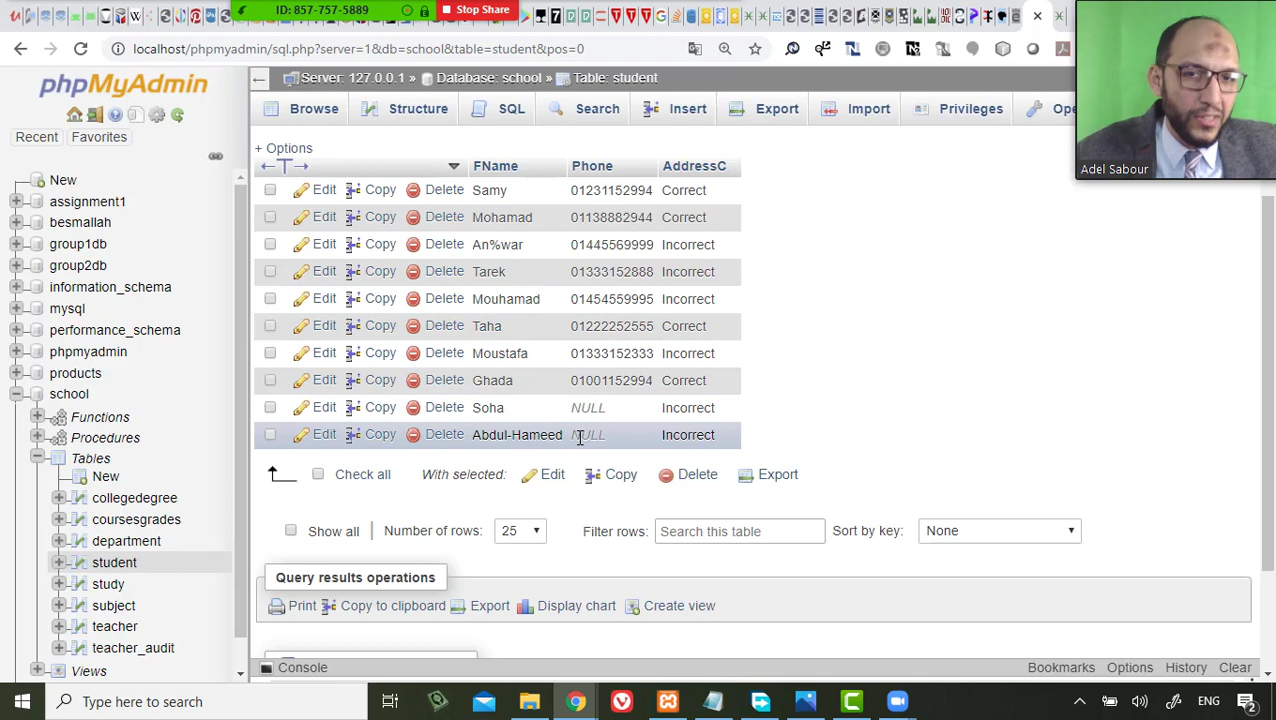 ID: 857-757-5889 Stop Share
localhost/phpmyadmin/sql.php?server=1&db=school&table=student&pos=0
Adel Sabour
phpMyAdmin
Recent Favorites
New
assignment1
besmallah
group1db
group2db
information_schema
mysql
performance_schema
phpmyadmin
products
school
Functions
Procedures
Tables
New
collegedegree
coursesgrades
department
student
study
subject
teacher
teacher_audit
Views
Server: 127.0.0.1 » Database: school » Table: student
Browse Structure SQL Search Insert Export Import Privileges Ope
+ Options
FName Phone AddressC
Edit Copy Delete Samy 01231152994 Correct
Edit Copy Delete Mohamad 01138882944 Correct
Edit Copy Delete An%war 01445569999 Incorrect
Edit Copy Delete Tarek 01333152888 Incorrect
Edit Copy Delete Mouhamad 01454559995 Incorrect
Edit Copy Delete Taha 01222252555 Correct
Edit Copy Delete Moustafa 01333152333 Incorrect
Edit Copy Delete Ghada 01001152994 Correct
Edit Copy Delete Soha NULL Incorrect
Edit Copy Delete Abdul-Hameed NULL Incorrect
Check all With selected: Edit Copy Delete Export
Show all Number of rows: 25 Filter rows: Search this table Sort by key: None
Query results operations
Print Copy to clipboard Export Display chart Create view
Console Bookmarks Options History Clear
Type here to search
ENG 2